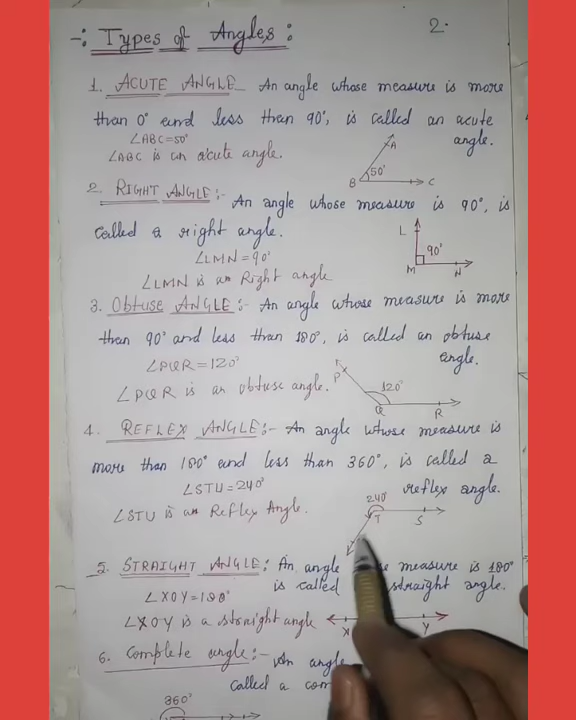 -: Types of Angles :
2.
1. ACUTE ANGLE_ An angle whose measure is more
than 0° and less than 90°, is called an acute
angle.
∠ABC=50°
∠ABC is an acute angle.
A
50°
B
C
2. RIGHT ANGLE:- An angle whose measure is 90°, is
called a right angle.
∠LMN=90°
∠LMN is an Right angle
L
90°
M
N
3. Obtuse ANGLE:- An angle whose measure is more
than 90° and less than 180°, is called an obtuse
angle.
∠PQR=120°
∠PQR is an obtuse angle.
P
120°
Q
R
4. REFLEX ANGLE:- An angle whose measure is
more than 180° and less than 360°, is called a
reflex angle.
∠STU=240°
∠STU is an Reflex Angle.
240°
T
S
5. STRAIGHT ANGLE: An angle measure is 180°
is called straight angle.
∠XOY=180°
∠XOY is a straight angle
X
Y
6. Complete angle:- An angle
called a
360°